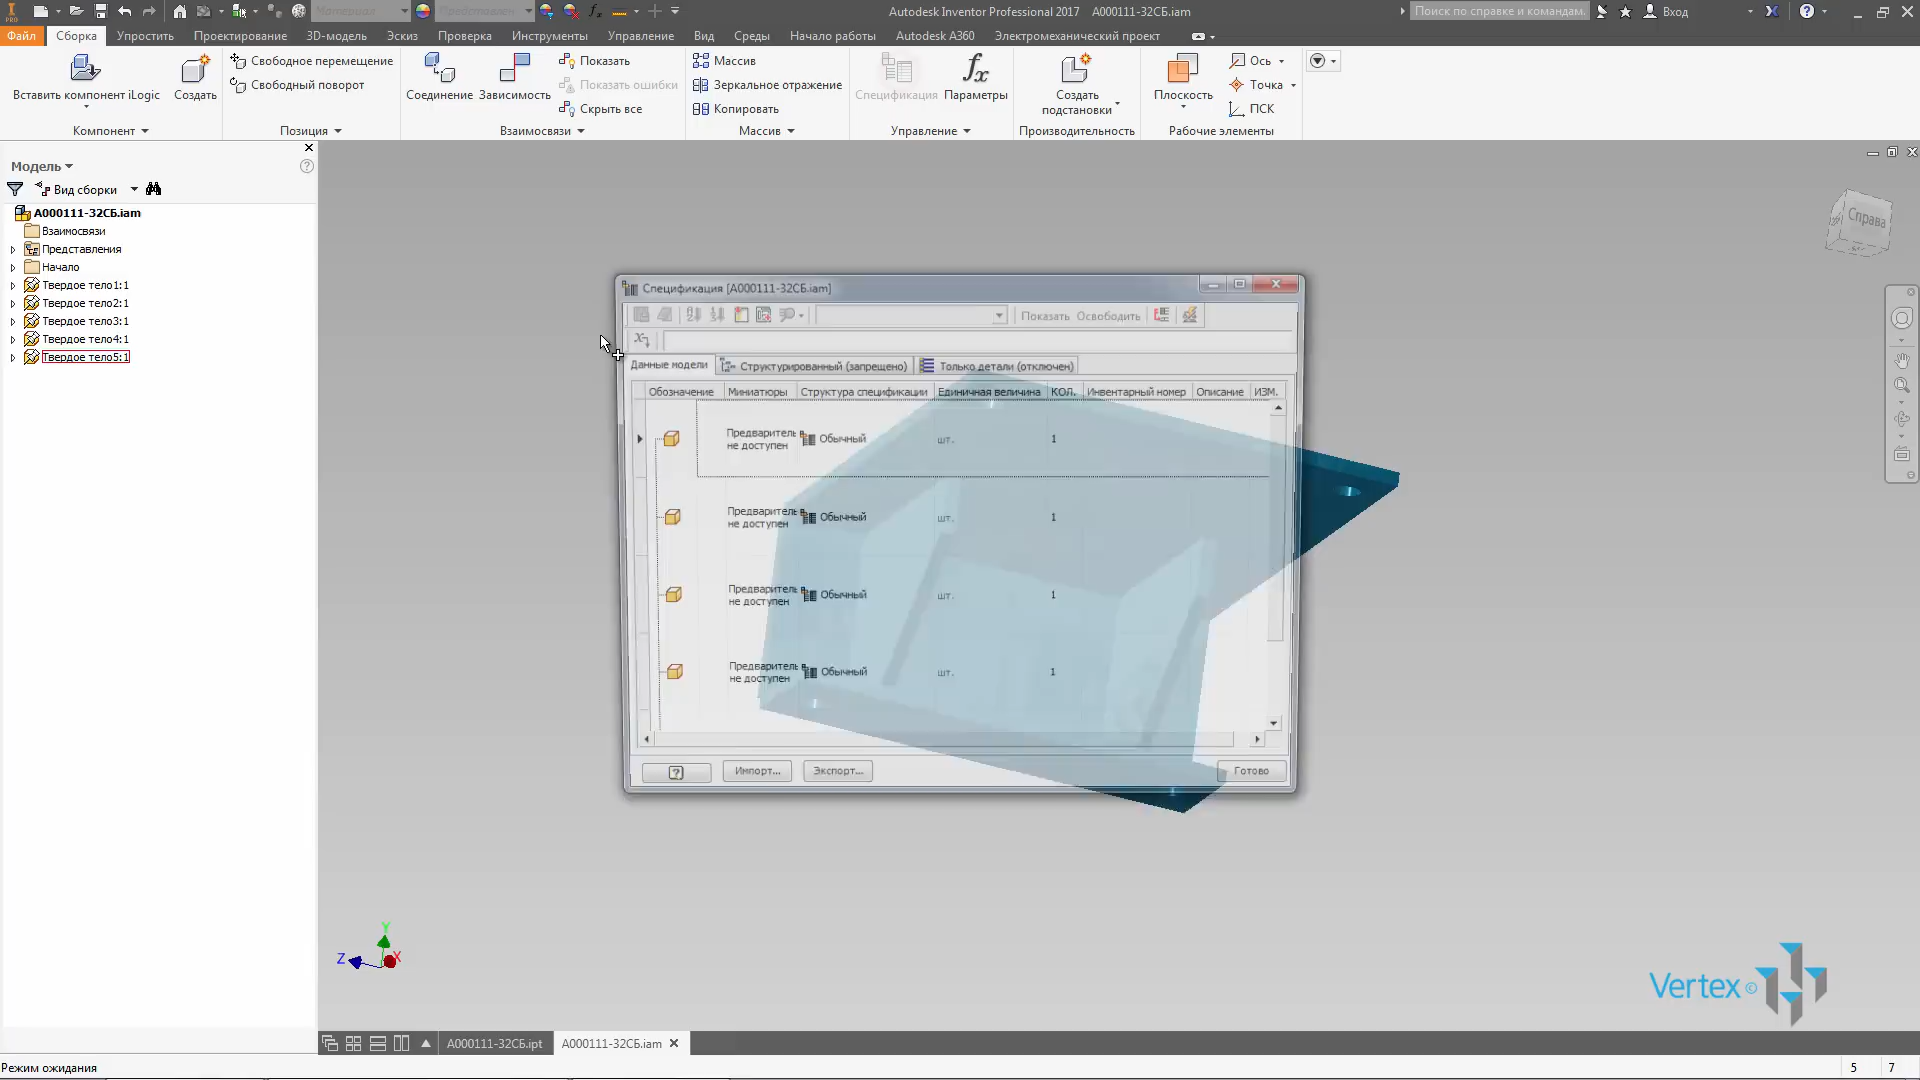 PRO
Материал
Представлен
Autodesk Inventor Professional 2017 A000111-32СБ.iam
Поиск по справке и командам.
Вход
Файл Сборка Упростить Проектирование 3D-модель Эскиз Проверка Инструменты Управление Вид Среды Начало работы Autodesk A360 Электромеханический проект
Вставить компонент iLogic
Создать
Свободное перемещение
Свободный поворот
Соединение
Зависимость
Показать
Показать ошибки
Скрыть все
Массив
Зеркальное отражение
Копировать
Спецификация
Параметры
Создать
подстановки
Плоскость
Ось
Точка
ПСК
Компонент Позиция Взаимосвязи Массив Управление Производительность Рабочие элементы
Модель
Вид сборки
A000111-32СБ.iam
Взаимосвязи
Представления
Начало
Твердое тело1:1
Твердое тело2:1
Твердое тело3:1
Твердое тело4:1
Твердое тело5:1
Справа
Спецификация [A000111-32СБ.iam]
Показать Освободить
Данные модели Структурированный (запрещено) Только детали (отключен)
Обозначение Миниатюры Структура спецификации Единичная величина КОЛ. Инвентарный номер Описание ИЗМ.
Предваритель
не доступен
Обычный шт. 1
Предваритель
не доступен
Обычный шт. 1
Предваритель
не доступен
Обычный шт. 1
Предваритель
не доступен
Обычный шт. 1
Импорт... Экспорт... Готово
Y
Z
X
Vertex ©
A000111-32СБ.ipt A000111-32СБ.iam
Режим ожидания
5 7